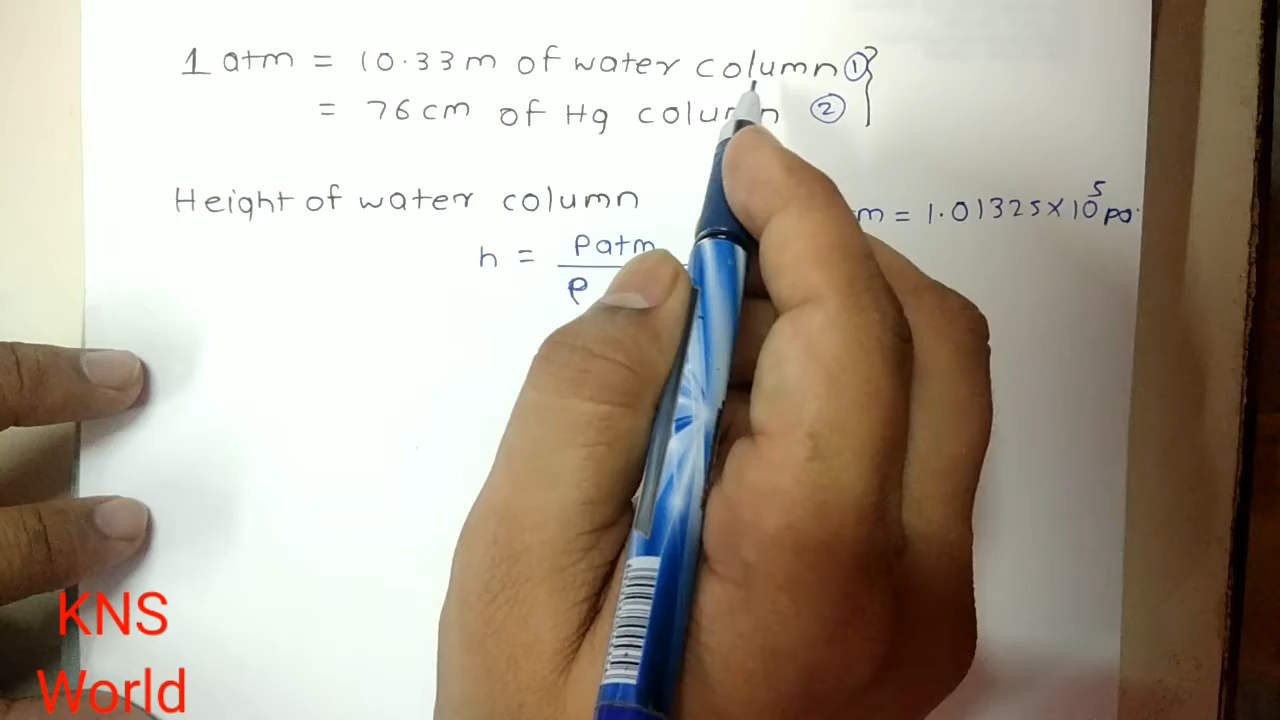 1 atm = 10.33 m of water column ①
= 76 cm of Hg column ②
Height of water column
m = 1.01325 × 10⁵ pa.
h = Patm / ρ
KNS
World